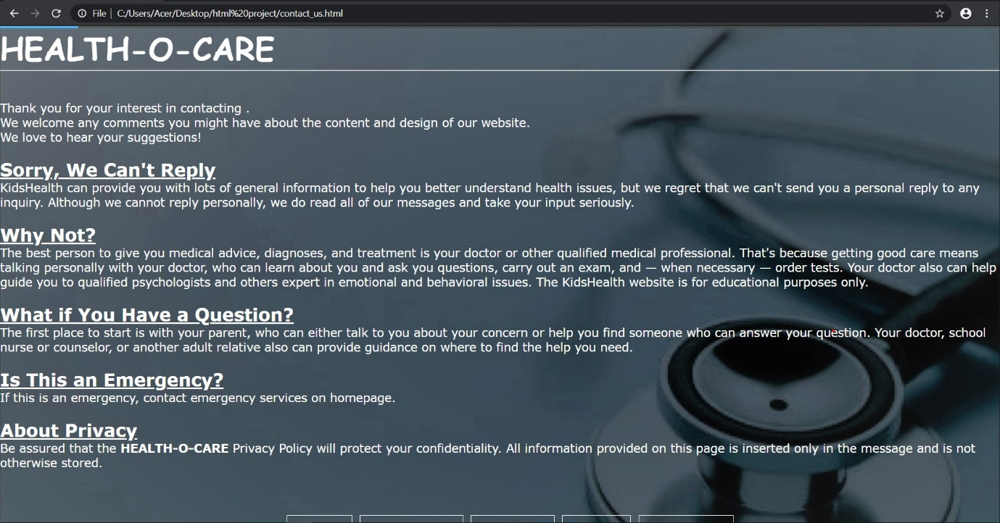 File | C:/Users/Acer/Desktop/html%20project/contact_us.html
HEALTH-O-CARE
Thank you for your interest in contacting .
We welcome any comments you might have about the content and design of our website.
We love to hear your suggestions!
Sorry, We Can't Reply
KidsHealth can provide you with lots of general information to help you better understand health issues, but we regret that we can't send you a personal reply to any
inquiry. Although we cannot reply personally, we do read all of our messages and take your input seriously.
Why Not?
The best person to give you medical advice, diagnoses, and treatment is your doctor or other qualified medical professional. That's because getting good care means
talking personally with your doctor, who can learn about you and ask you questions, carry out an exam, and — when necessary — order tests. Your doctor also can help
guide you to qualified psychologists and others expert in emotional and behavioral issues. The KidsHealth website is for educational purposes only.
What if You Have a Question?
The first place to start is with your parent, who can either talk to you about your concern or help you find someone who can answer your question. Your doctor, school
nurse or counselor, or another adult relative also can provide guidance on where to find the help you need.
Is This an Emergency?
If this is an emergency, contact emergency services on homepage.
About Privacy
Be assured that the HEALTH-O-CARE Privacy Policy will protect your confidentiality. All information provided on this page is inserted only in the message and is not
otherwise stored.